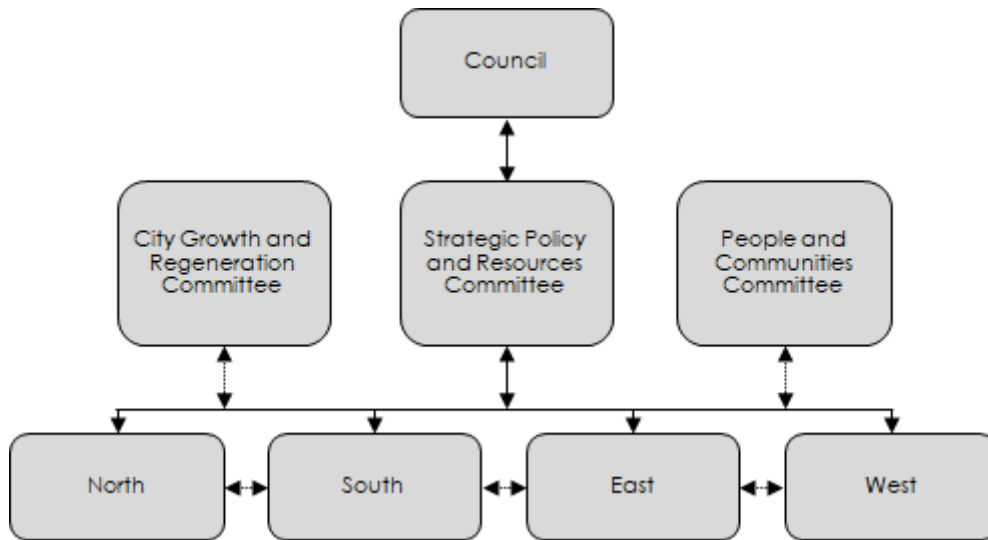 Council
City Growth and
Regeneration
Committee
Strategic Policy
and Resources
Committee
People and
Communities
Committee
North
South
East
West